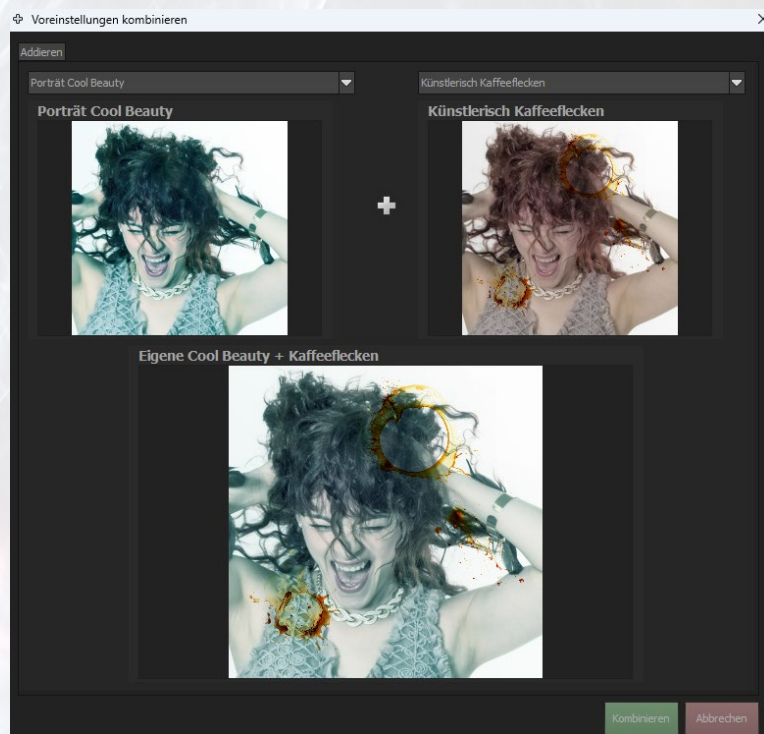 Voreinstellungen kombinieren
Addieren
Porträt Cool Beauty
Künstlerisch Kaffeeflecken
Porträt Cool Beauty
Künstlerisch Kaffeeflecken
Eigene Cool Beauty + Kaffeeflecken
Kombinieren
Abbrechen